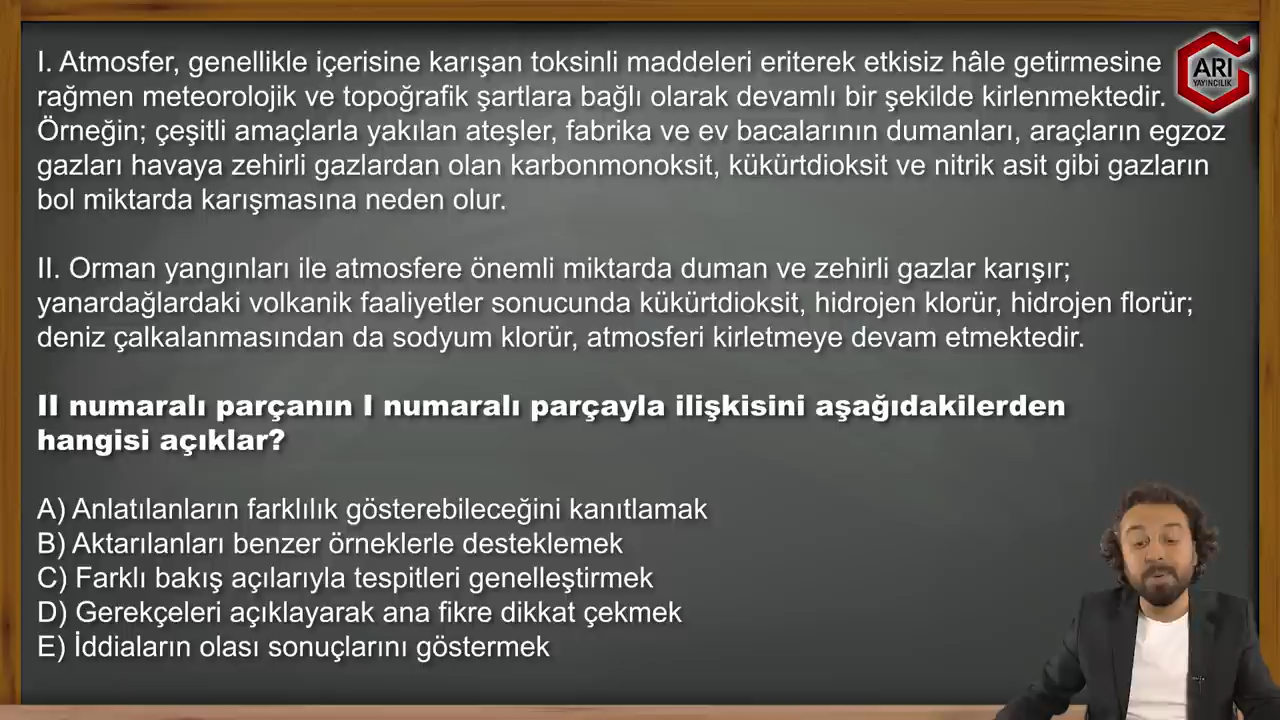 I. Atmosfer, genellikle içerisine karışan toksinli maddeleri eriterek etkisiz hâle getirmesine
rağmen meteorolojik ve topoğrafik şartlara bağlı olarak devamlı bir şekilde kirlenmektedir.
Örneğin; çeşitli amaçlarla yakılan ateşler, fabrika ve ev bacalarının dumanları, araçların egzoz
gazları havaya zehirli gazlardan olan karbonmonoksit, kükürtdioksit ve nitrik asit gibi gazların
bol miktarda karışmasına neden olur.
II. Orman yangınları ile atmosfere önemli miktarda duman ve zehirli gazlar karışır;
yanardağlardaki volkanik faaliyetler sonucunda kükürtdioksit, hidrojen klorür, hidrojen florür;
deniz çalkalanmasından da sodyum klorür, atmosferi kirletmeye devam etmektedir.
II numaralı parçanın I numaralı parçayla ilişkisini aşağıdakilerden
hangisi açıklar?
A) Anlatılanların farklılık gösterebileceğini kanıtlamak
B) Aktarılanları benzer örneklerle desteklemek
C) Farklı bakış açılarıyla tespitleri genelleştirmek
D) Gerekçeleri açıklayarak ana fikre dikkat çekmek
E) İddiaların olası sonuçlarını göstermek
ARI
YAYINCILIK